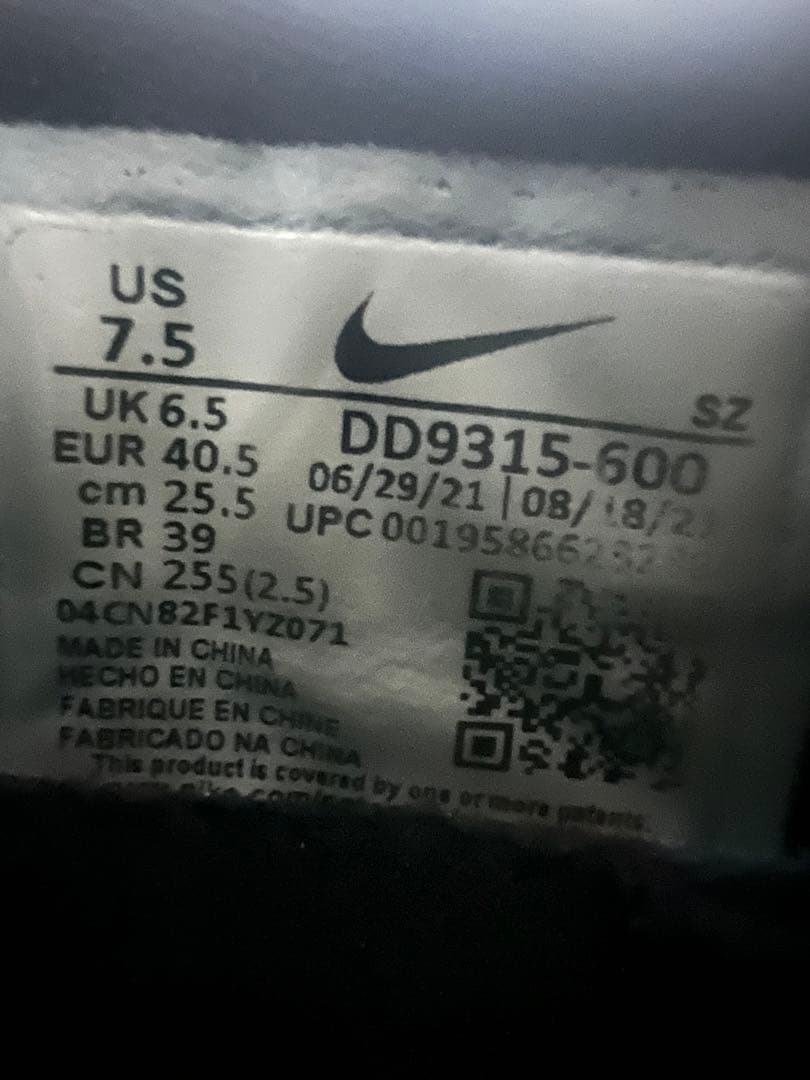 US
7.5
SZ
UK 6.5
DD9315-600
EUR 40.5
06/29/21 |
cm 25.5
UPC
BR 39
CN 255(2.5)
04CN82F1YZ071
MADE IN CHINA
HECHO EN CHINA
FABRIQUE EN CHINE
FABRICADO NA CHINA
This product is covered by one or more patents.